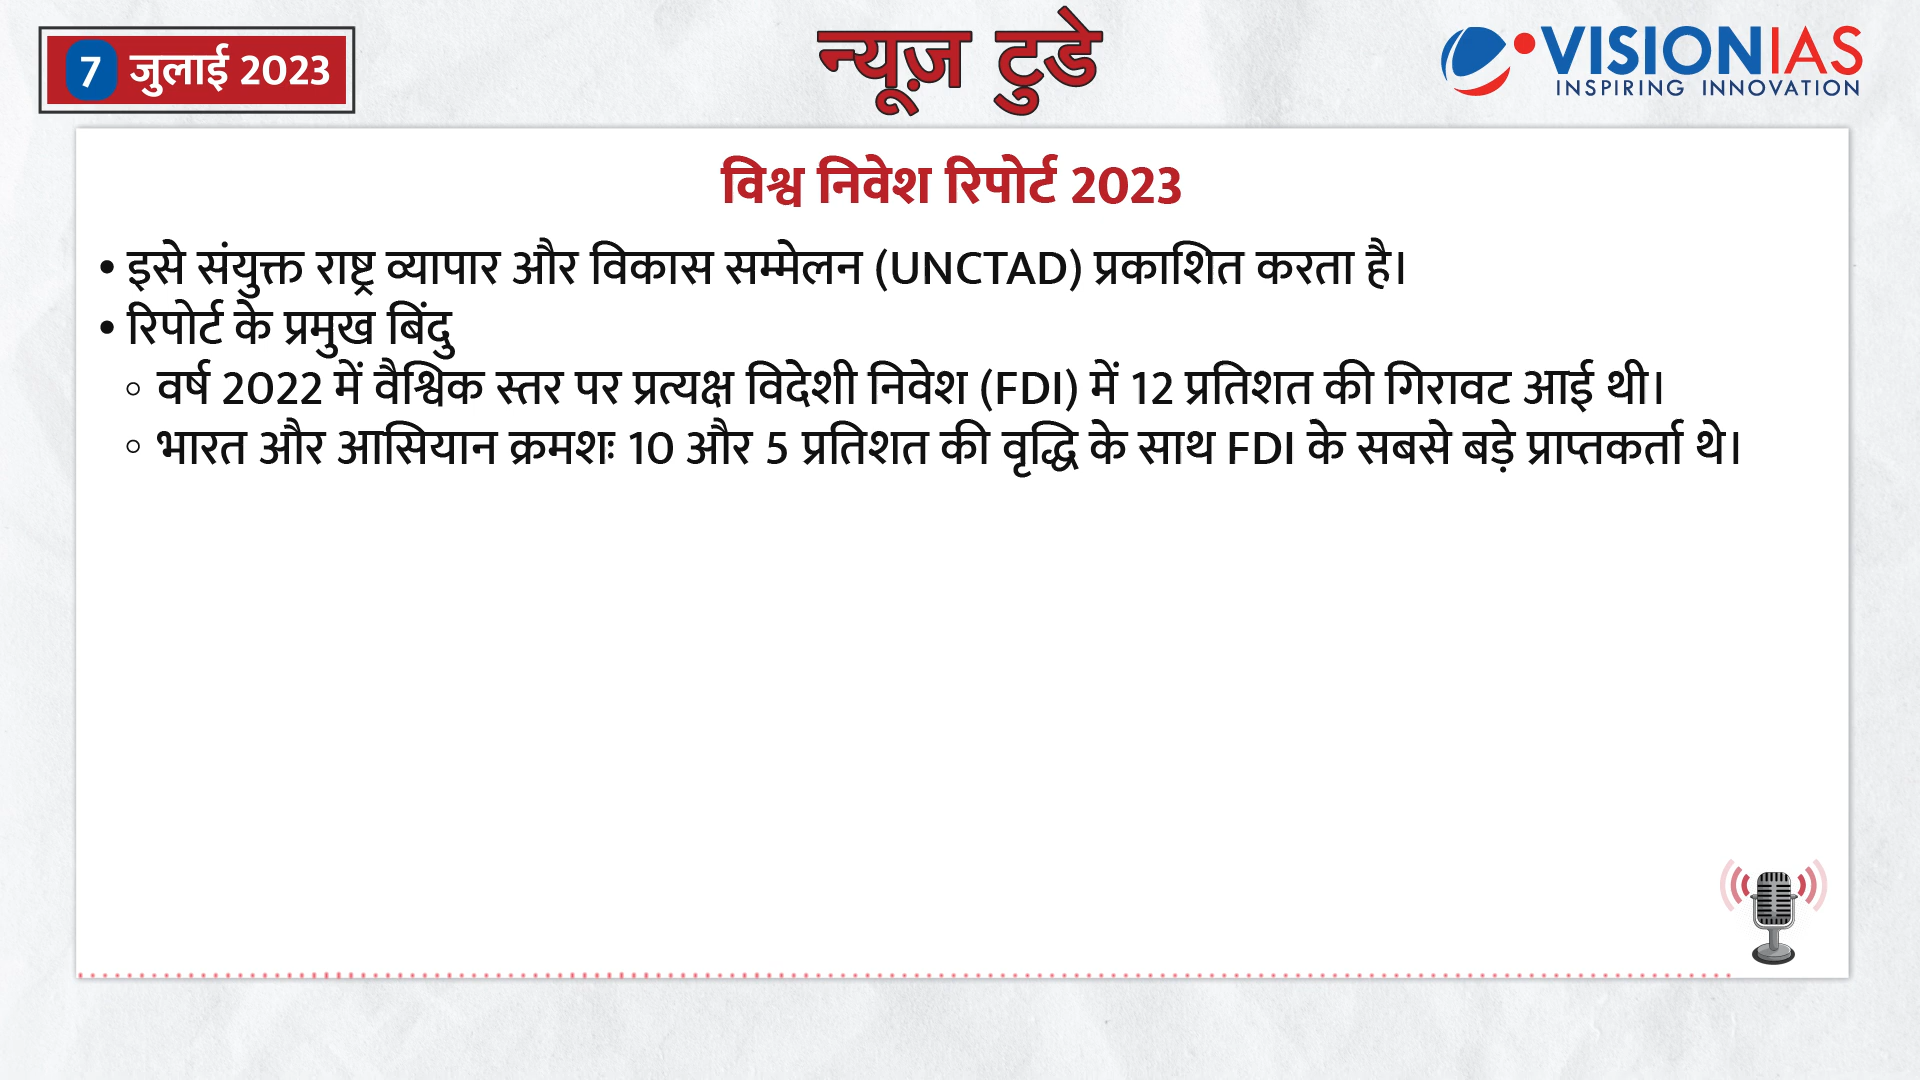 7 जुलाई 2023
न्यूज़ टुडे
VISIONIAS
INSPIRING INNOVATION
विश्व निवेश रिपोर्ट 2023
• इसे संयुक्त राष्ट्र व्यापार और विकास सम्मेलन (UNCTAD) प्रकाशित करता है।
• रिपोर्ट के प्रमुख बिंदु
◦ वर्ष 2022 में वैश्विक स्तर पर प्रत्यक्ष विदेशी निवेश (FDI) में 12 प्रतिशत की गिरावट आई थी।
◦ भारत और आसियान क्रमशः 10 और 5 प्रतिशत की वृद्धि के साथ FDI के सबसे बड़े प्राप्तकर्ता थे।